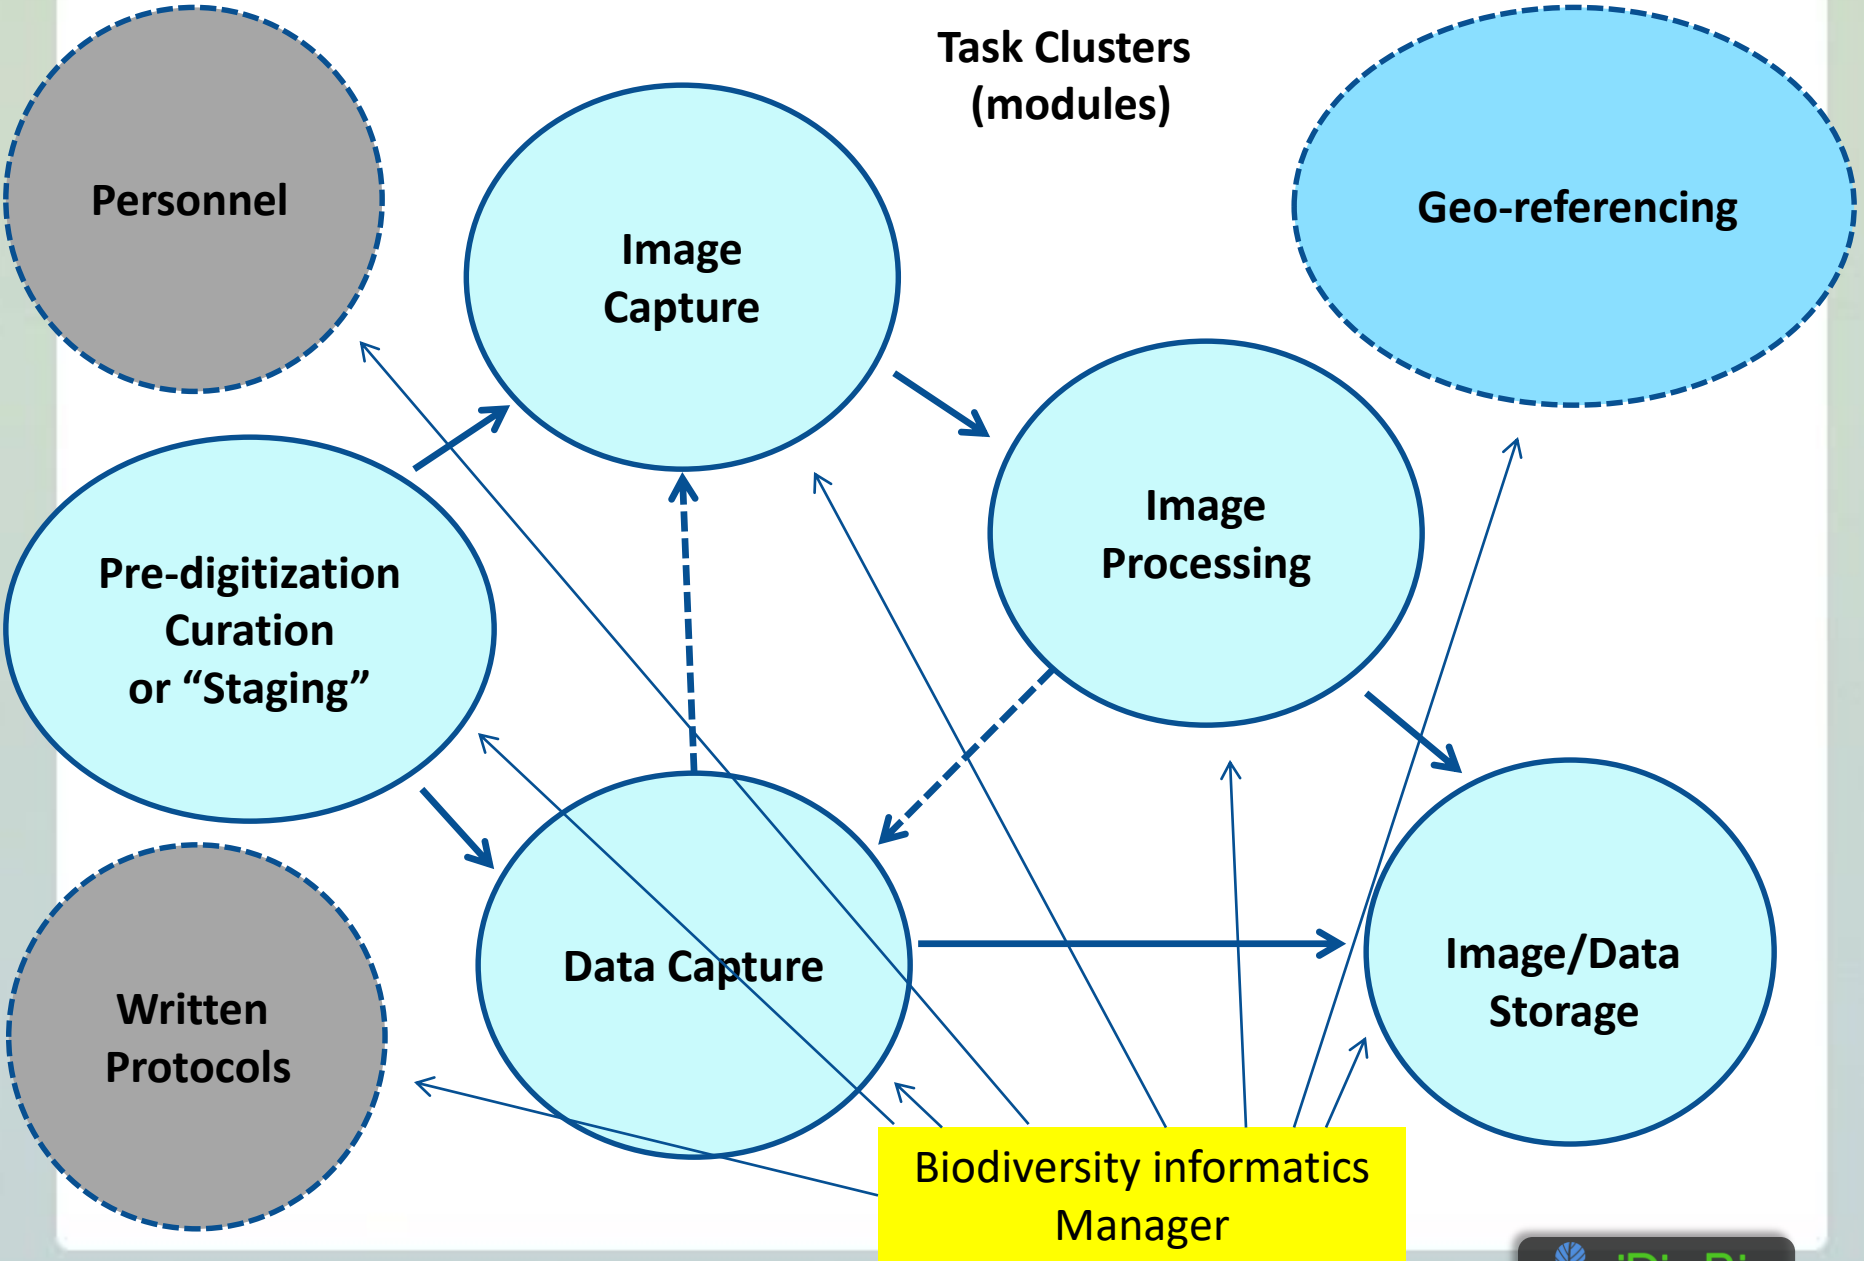 Task Clusters
(modules)
Personnel
Image
Capture
Geo-referencing
Image
Processing
Pre-digitization
Curation
or “Staging”
Data Capture
Image/Data
Storage
Written
Protocols
Biodiversity informatics
Manager